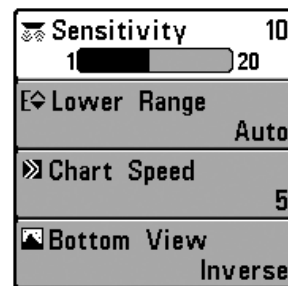 Sensitivity 10
1 20
Lower Range
Auto
Chart Speed
5
Bottom View
Inverse